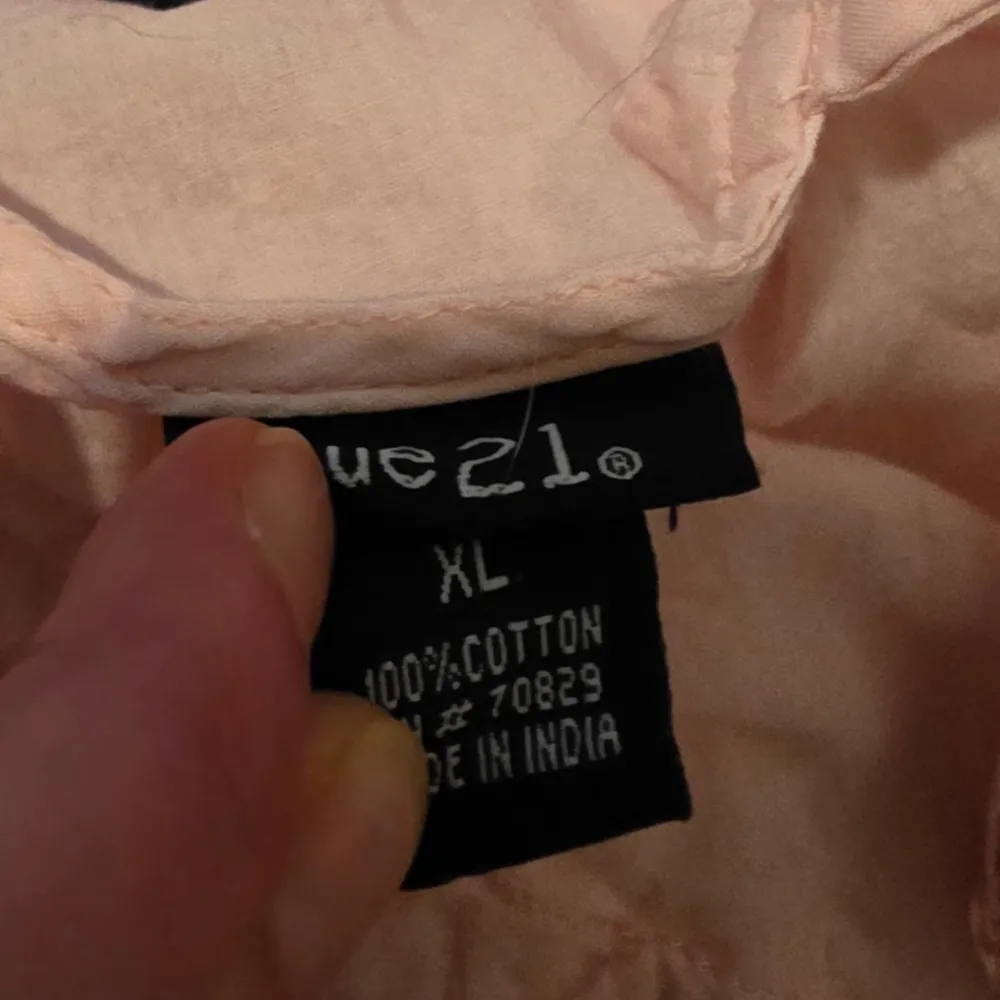 ue21®
XL
100%COTTON
N # 70829
DE IN INDIA